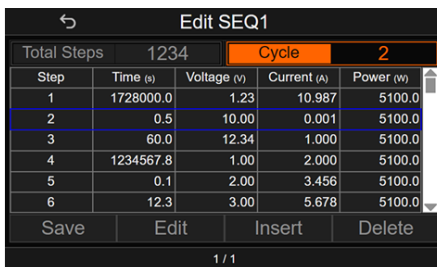 Edit SEQ1
Total Steps 1234 Cycle 2
Step Time (s) Voltage (V) Current (A) Power (W)
1 1728000.0 1.23 10.987 5100.0
2 0.5 10.00 0.001 5100.0
3 60.0 12.34 1.000 5100.0
4 1234567.8 1.00 2.000 5100.0
5 0.1 2.00 3.456 5100.0
6 12.3 3.00 5.678 5100.0
Save Edit Insert Delete
1 / 1